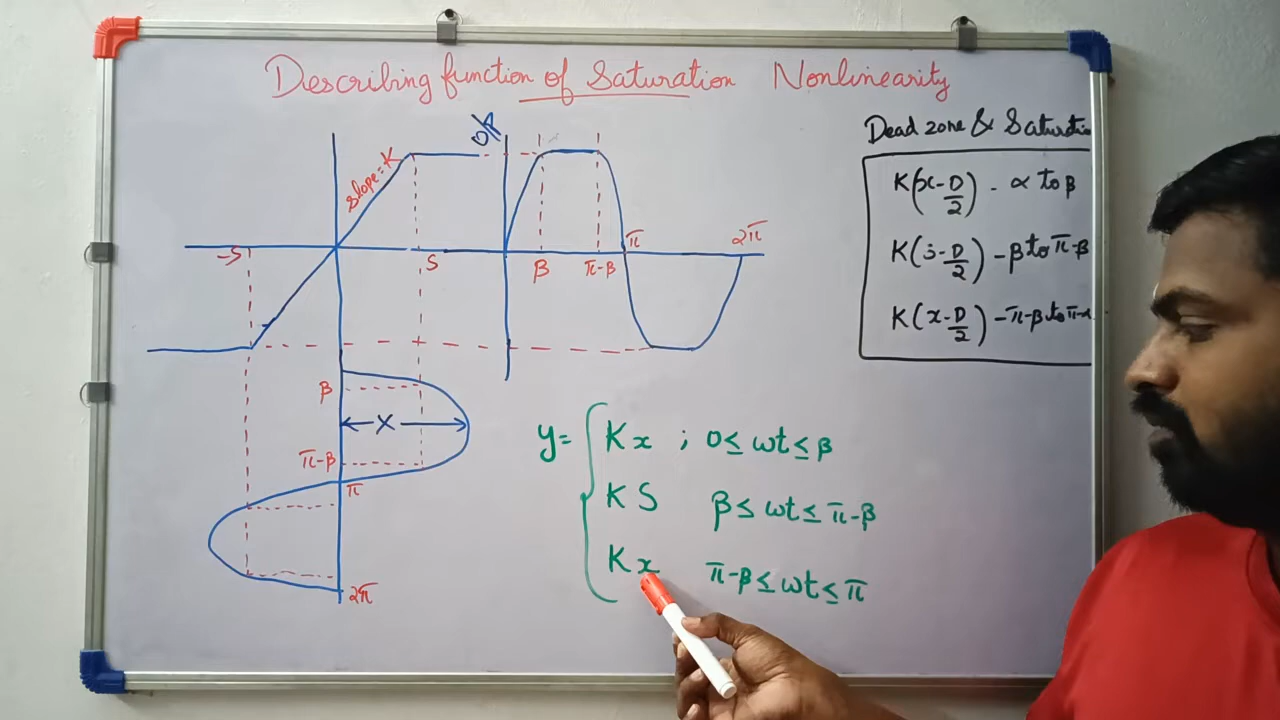 Describing function of Saturation Nonlinearity
Dead zone & Saturatio
K(x-D/2) - α to β
K(s-D/2) - β to π-β
K(x-D/2) - π-β to π-α
slope=K
-S
S
β
π-β
π
2π
β
X
π-β
π
2π
y= { Kx ; 0≤ ωt ≤ β
KS β ≤ ωt ≤ π-β
Kx π-β ≤ ωt ≤ π